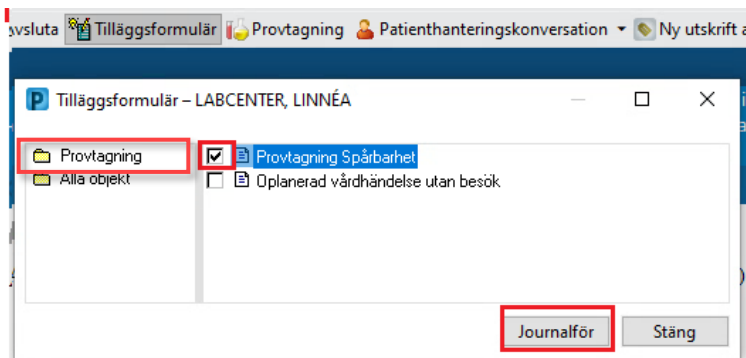 Avsluta Tilläggsformulär Provtagning Patienthanteringskonversation Ny utskrift
P Tilläggsformulär – LABCENTER, LINNÉA
Provtagning Provtagning Spårbarhet
Alla objekt Oplanerad vårdhändelse utan besök
Journalför Stäng